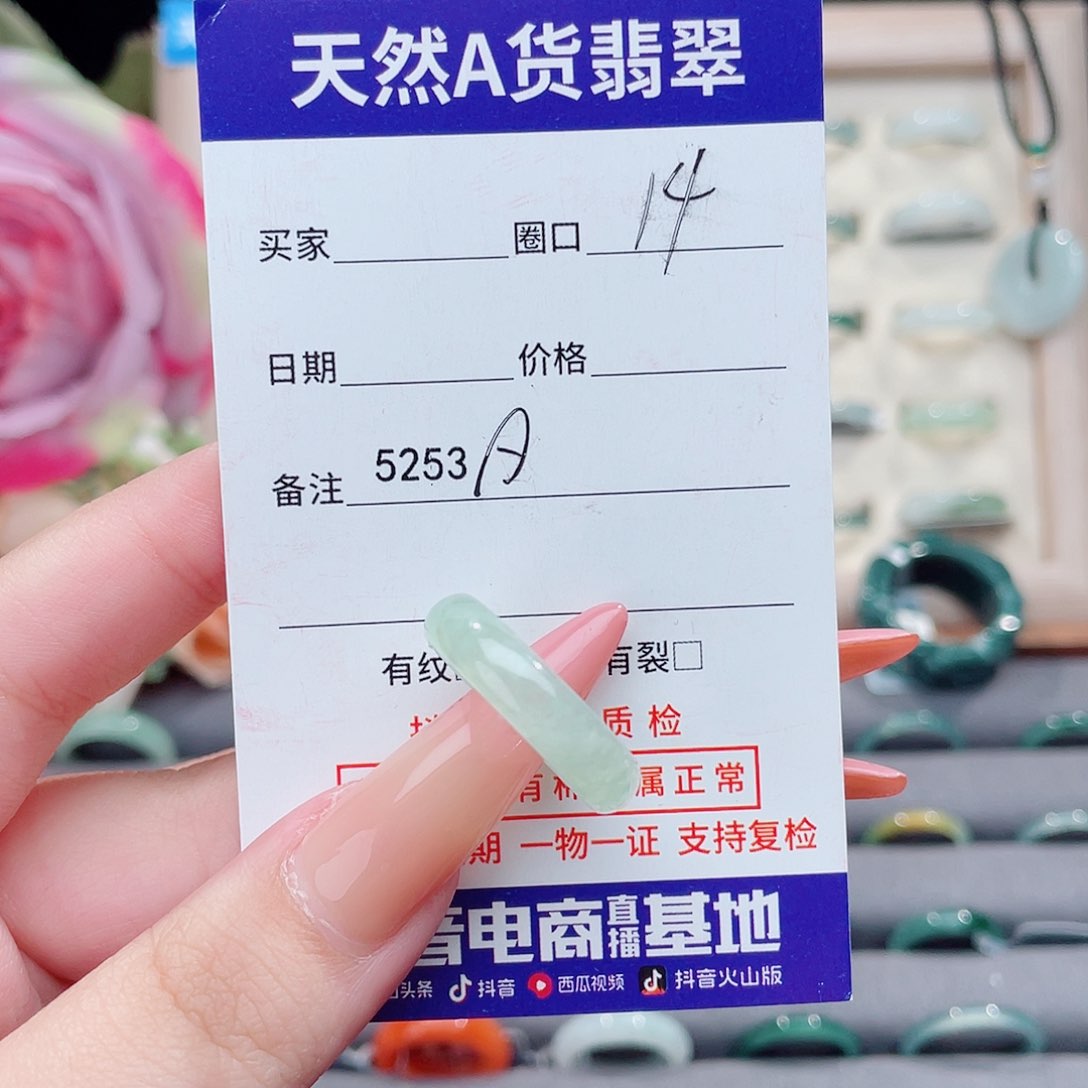 天然A货翡翠
买家 圈口 14
日期 价格
备注 5253A
有纹 有裂
质检
有 属正常
期 一物一证 支持复检
音电商直播基地
头条 抖音 西瓜视频 抖音火山版